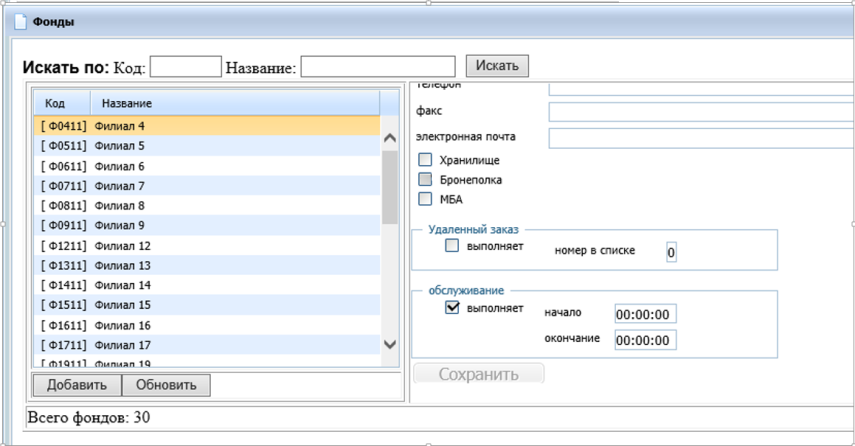 Фонды
Искать по: Код: Название: Искать
Код Название
[ Ф0411] Филиал 4
[ Ф0511] Филиал 5
[ Ф0611] Филиал 6
[ Ф0711] Филиал 7
[ Ф0811] Филиал 8
[ Ф0911] Филиал 9
[ Ф1211] Филиал 12
[ Ф1311] Филиал 13
[ Ф1411] Филиал 14
[ Ф1511] Филиал 15
[ Ф1611] Филиал 16
[ Ф1711] Филиал 17
[ Ф1911] Филиал 19
Добавить Обновить
телефон
факс
электронная почта
Хранилище
Бронеполка
МБА
Удаленный заказ
выполняет номер в списке 0
обслуживание
выполняет начало 00:00:00
окончание 00:00:00
Сохранить
Всего фондов: 30